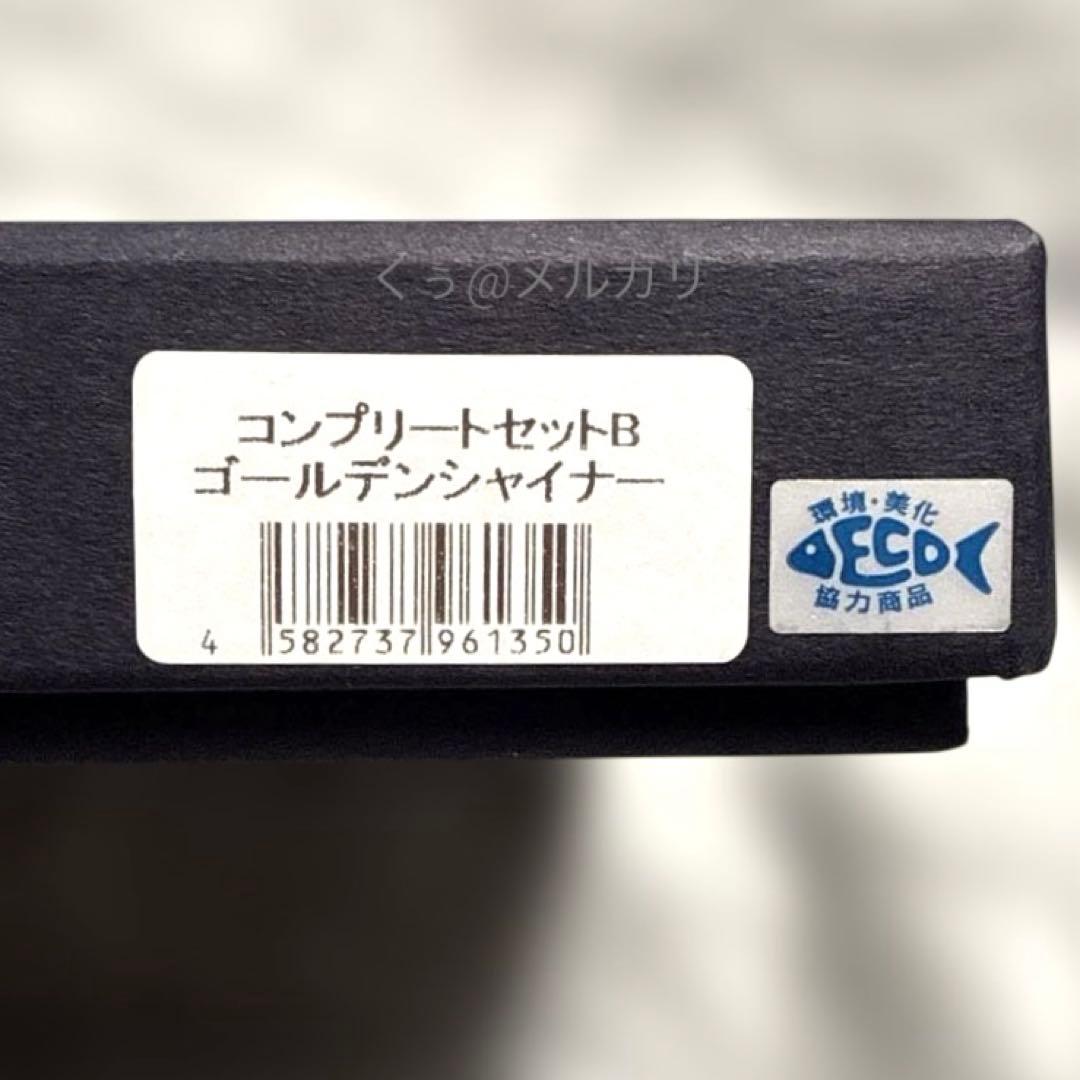 くぅ@メルカリ
コンプリートセットB
ゴールデンシャイナー
4 582737 961350
環境・美化
ECO
協力商品